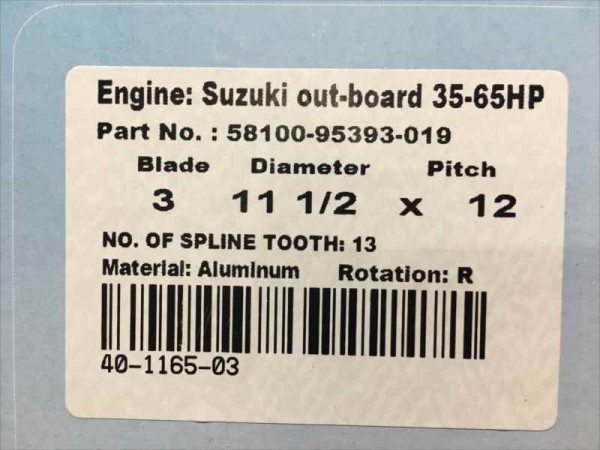 Engine: Suzuki out-board 35-65HP
Part No. : 58100-95393-019
Blade Diameter Pitch
3 11 1/2 x 12
NO. OF SPLINE TOOTH: 13
Material: Aluminum Rotation: R
40-1165-03